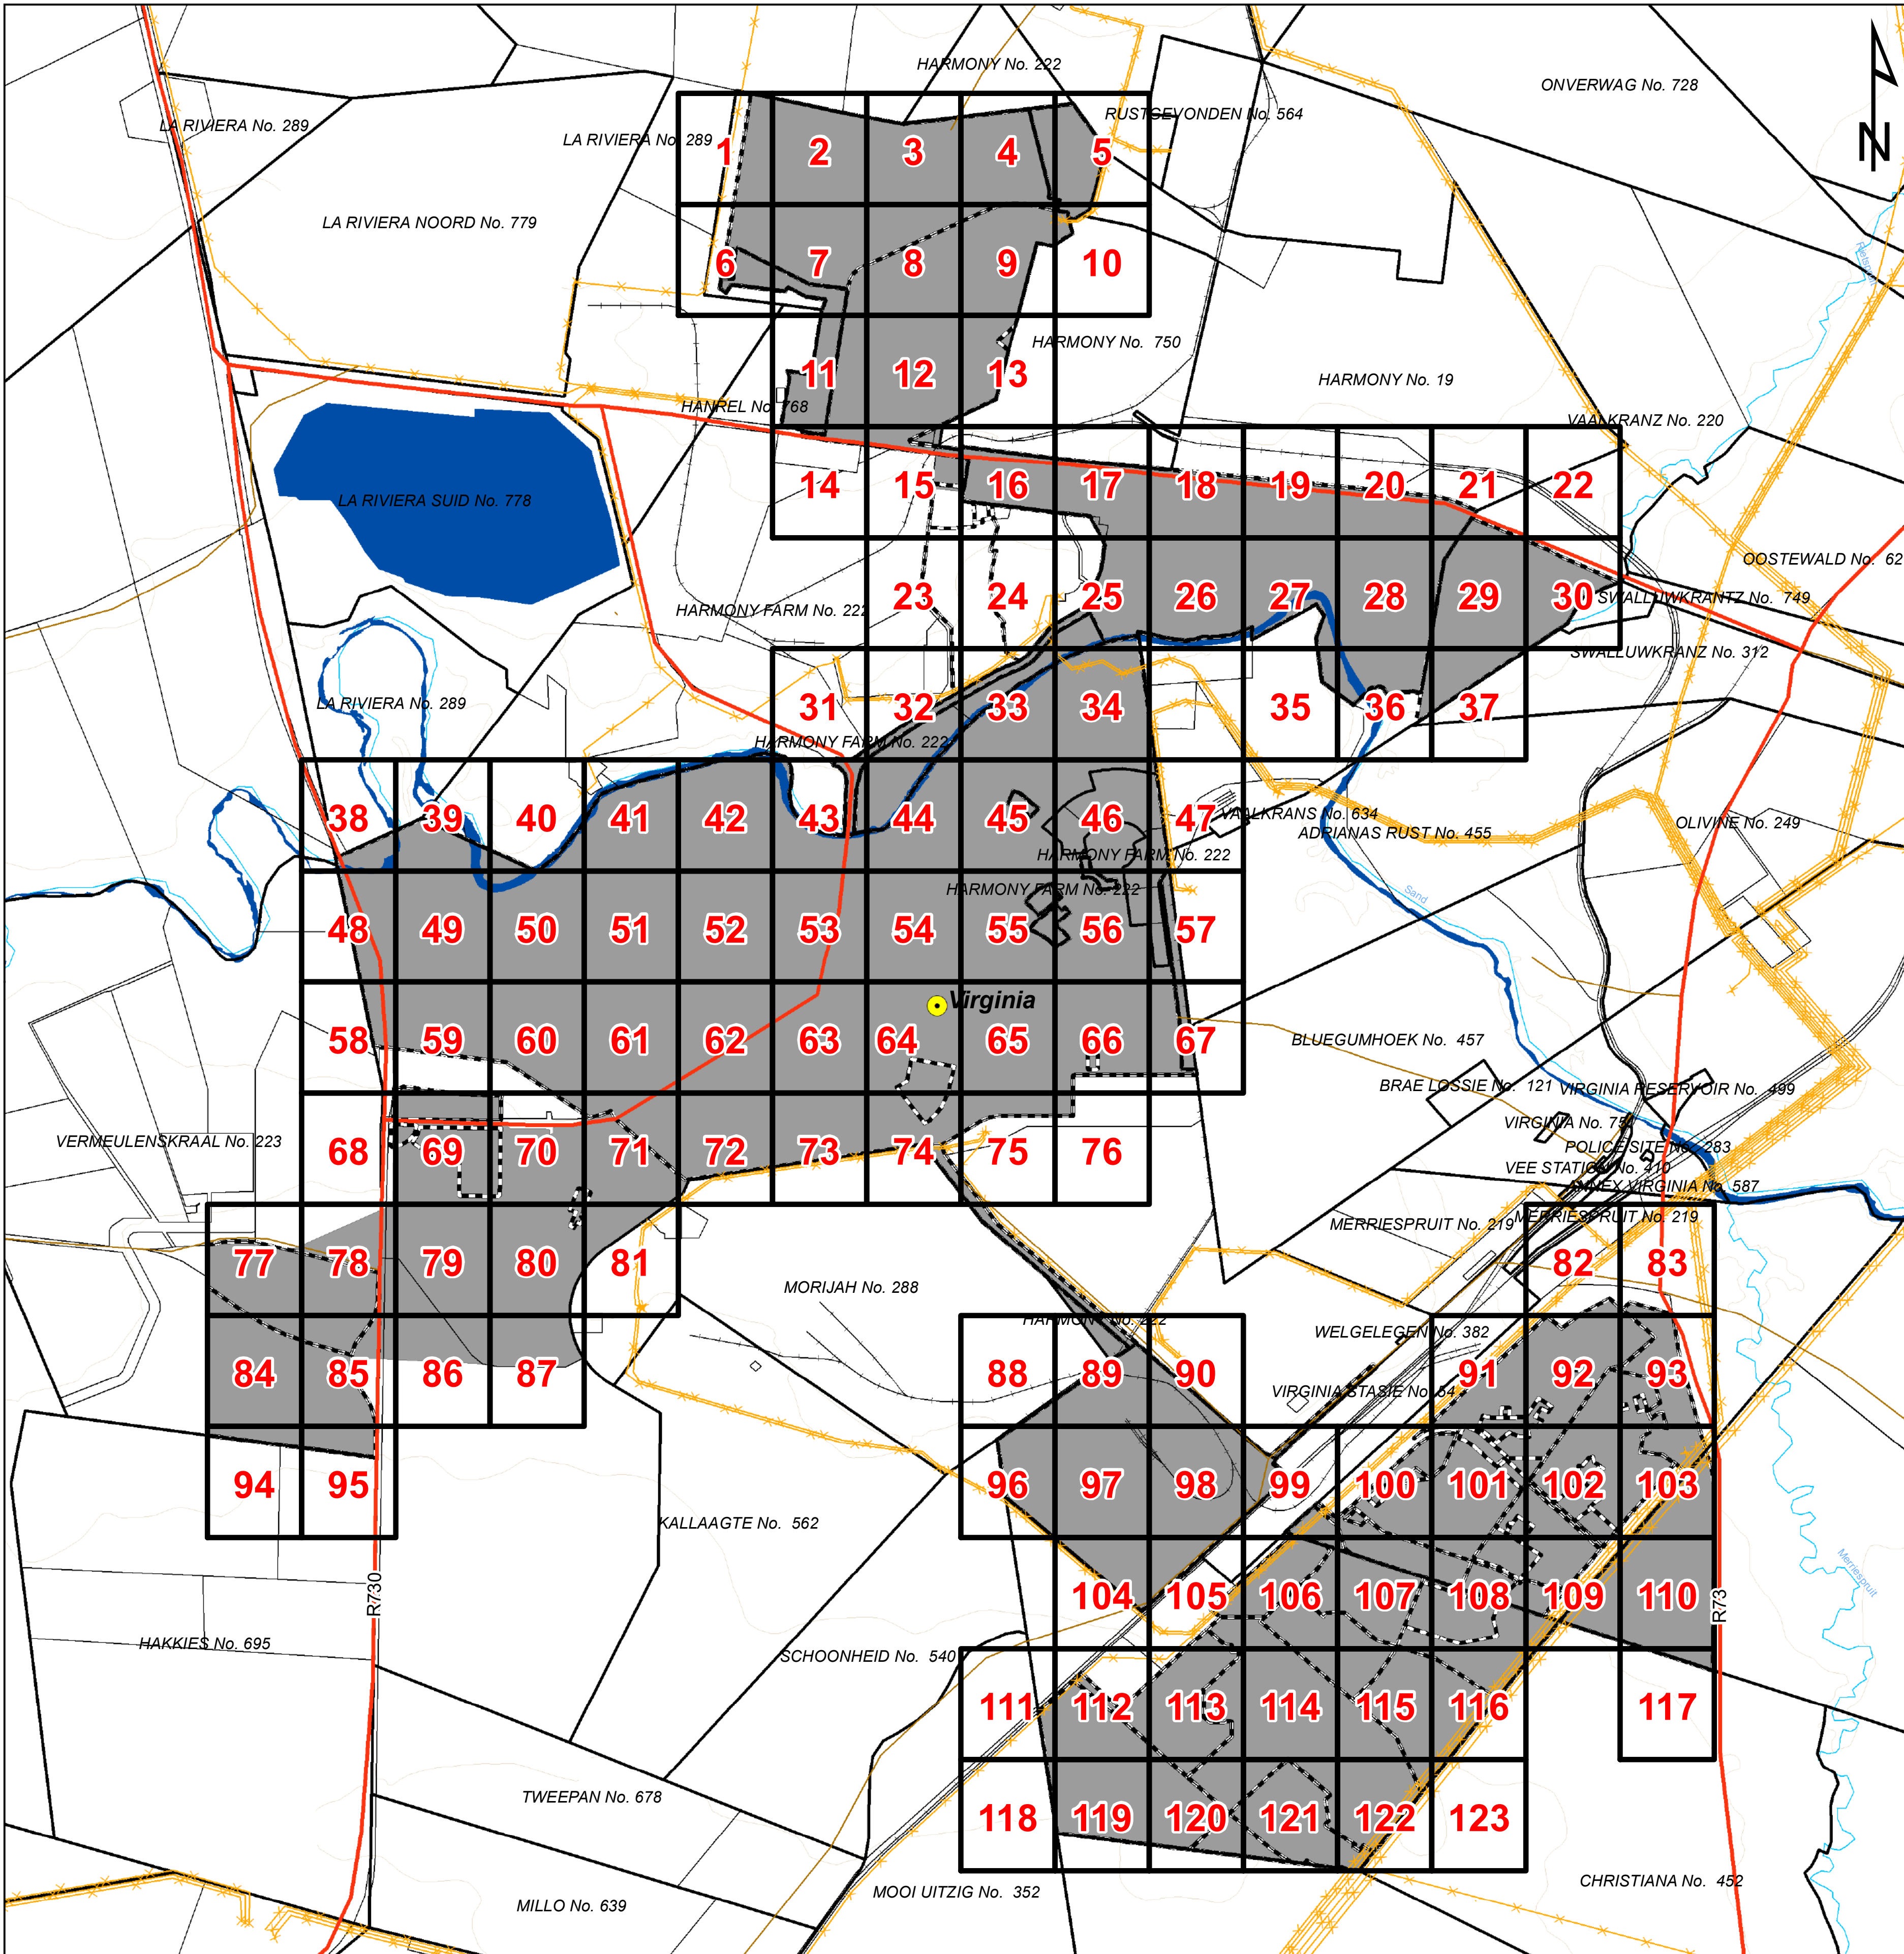 HARMONY No. 222
ONVERWAG No. 728
RUSTGEVONDEN No. 564
LA RIVIERA No. 289
LA RIVIERA No. 289
N
1 2 3 4 5
LA RIVIERA NOORD No. 779
6 7 8 9 10
HARMONY No. 750
11 12 13
HARMONY No. 19
HANREL No. 768
VAALKRANZ No. 220
14 15 16 17 18 19 20 21 22
LA RIVIERA SUID No. 778
OOSTEWALD No. 62
23 24 25 26 27 28 29 30
SWALLUWKRANTZ No. 749
HARMONY FARM No. 222
SWALLUWKRANZ No. 312
LA RIVIERA No. 289
31 32 33 34 35 36 37
HARMONY FARM No. 222
38 39 40 41 42 43 44 45 46 47
VAALKRANS No. 634
OLIVINE No. 249
ADRIANAS RUST No. 455
HARMONY FARM No. 222
HARMONY FARM No. 222
Sand
48 49 50 51 52 53 54 55 56 57
Virginia
58 59 60 61 62 63 64 65 66 67
BLUEGUMHOEK No. 457
BRAE LOSSIE No. 121
VIRGINIA RESERVOIR No. 499
VIRGINIA No. 75
VERMEULENSKRAAL No. 223
POLICE SITE No. 283
68 69 70 71 72 73 74 75 76
VEE STATION No. 410
ANNEX VIRGINIA No. 587
MERRIESPRUIT No. 219
MERRIESPRUIT No. 219
77 78 79 80 81 82 83
MORIJAH No. 288
HARMONY No. 222
WELGELEGEN No. 382
84 85 86 87 88 89 90 91 92 93
VIRGINIA STASIE No. 54
94 95 96 97 98 99 100 101 102 103
KALLAAGTE No. 562
Merriespruit
R730
104 105 106 107 108 109 110
R73
HAKKIES No. 695
SCHOONHEID No. 540
111 112 113 114 115 116 117
TWEEPAN No. 678
118 119 120 121 122 123
CHRISTIANA No. 452
MOOI UITZIG No. 352
MILLO No. 639